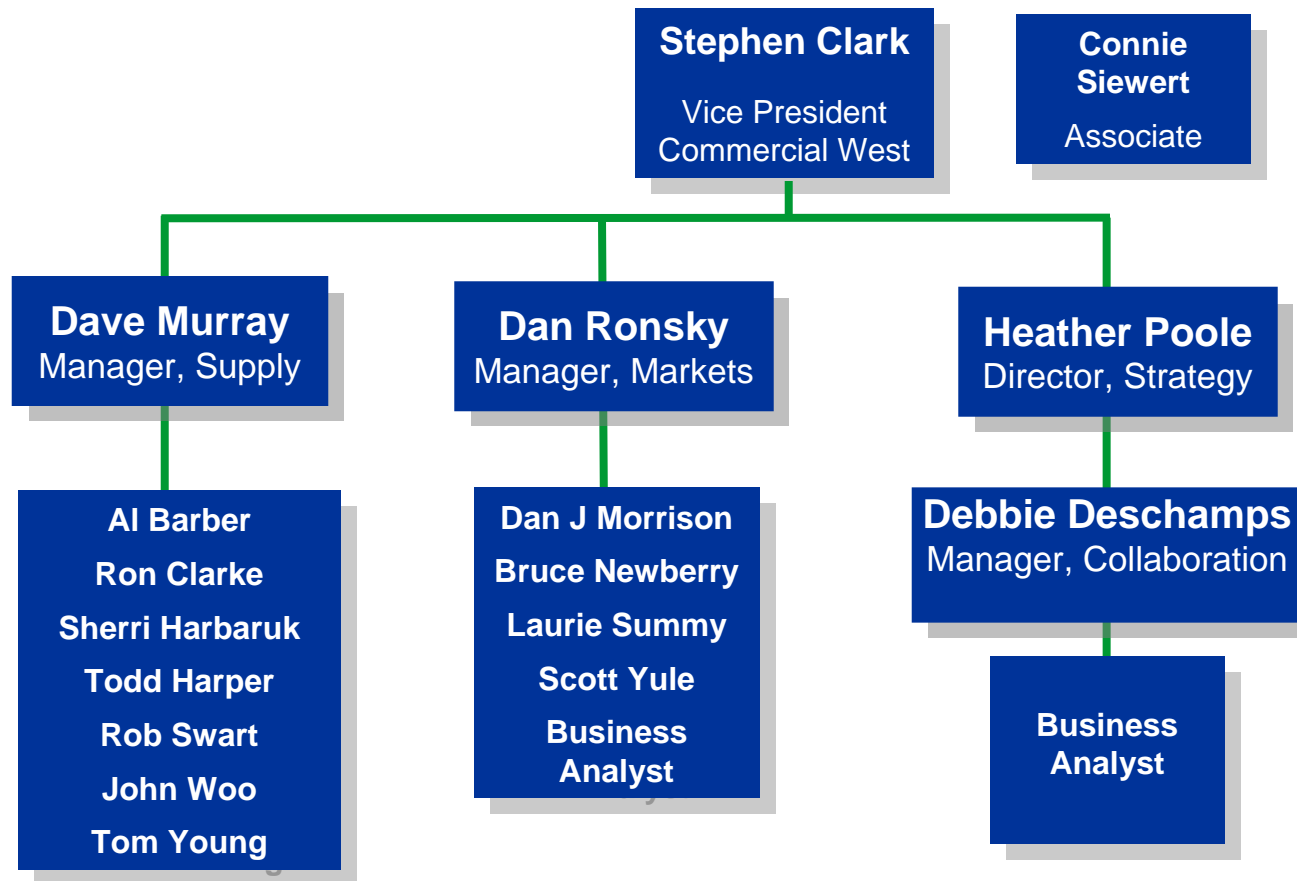 Stephen Clark
Vice President
Commercial West
Connie
Siewert
Associate
Dave Murray
Manager, Supply
Dan Ronsky
Manager, Markets
Heather Poole
Director, Strategy
Al Barber
Ron Clarke
Sherri Harbaruk
Todd Harper
Rob Swart
John Woo
Tom Young
Dan J Morrison
Bruce Newberry
Laurie Summy
Scott Yule
Business
Analyst
Debbie Deschamps
Manager, Collaboration
Business
Analyst